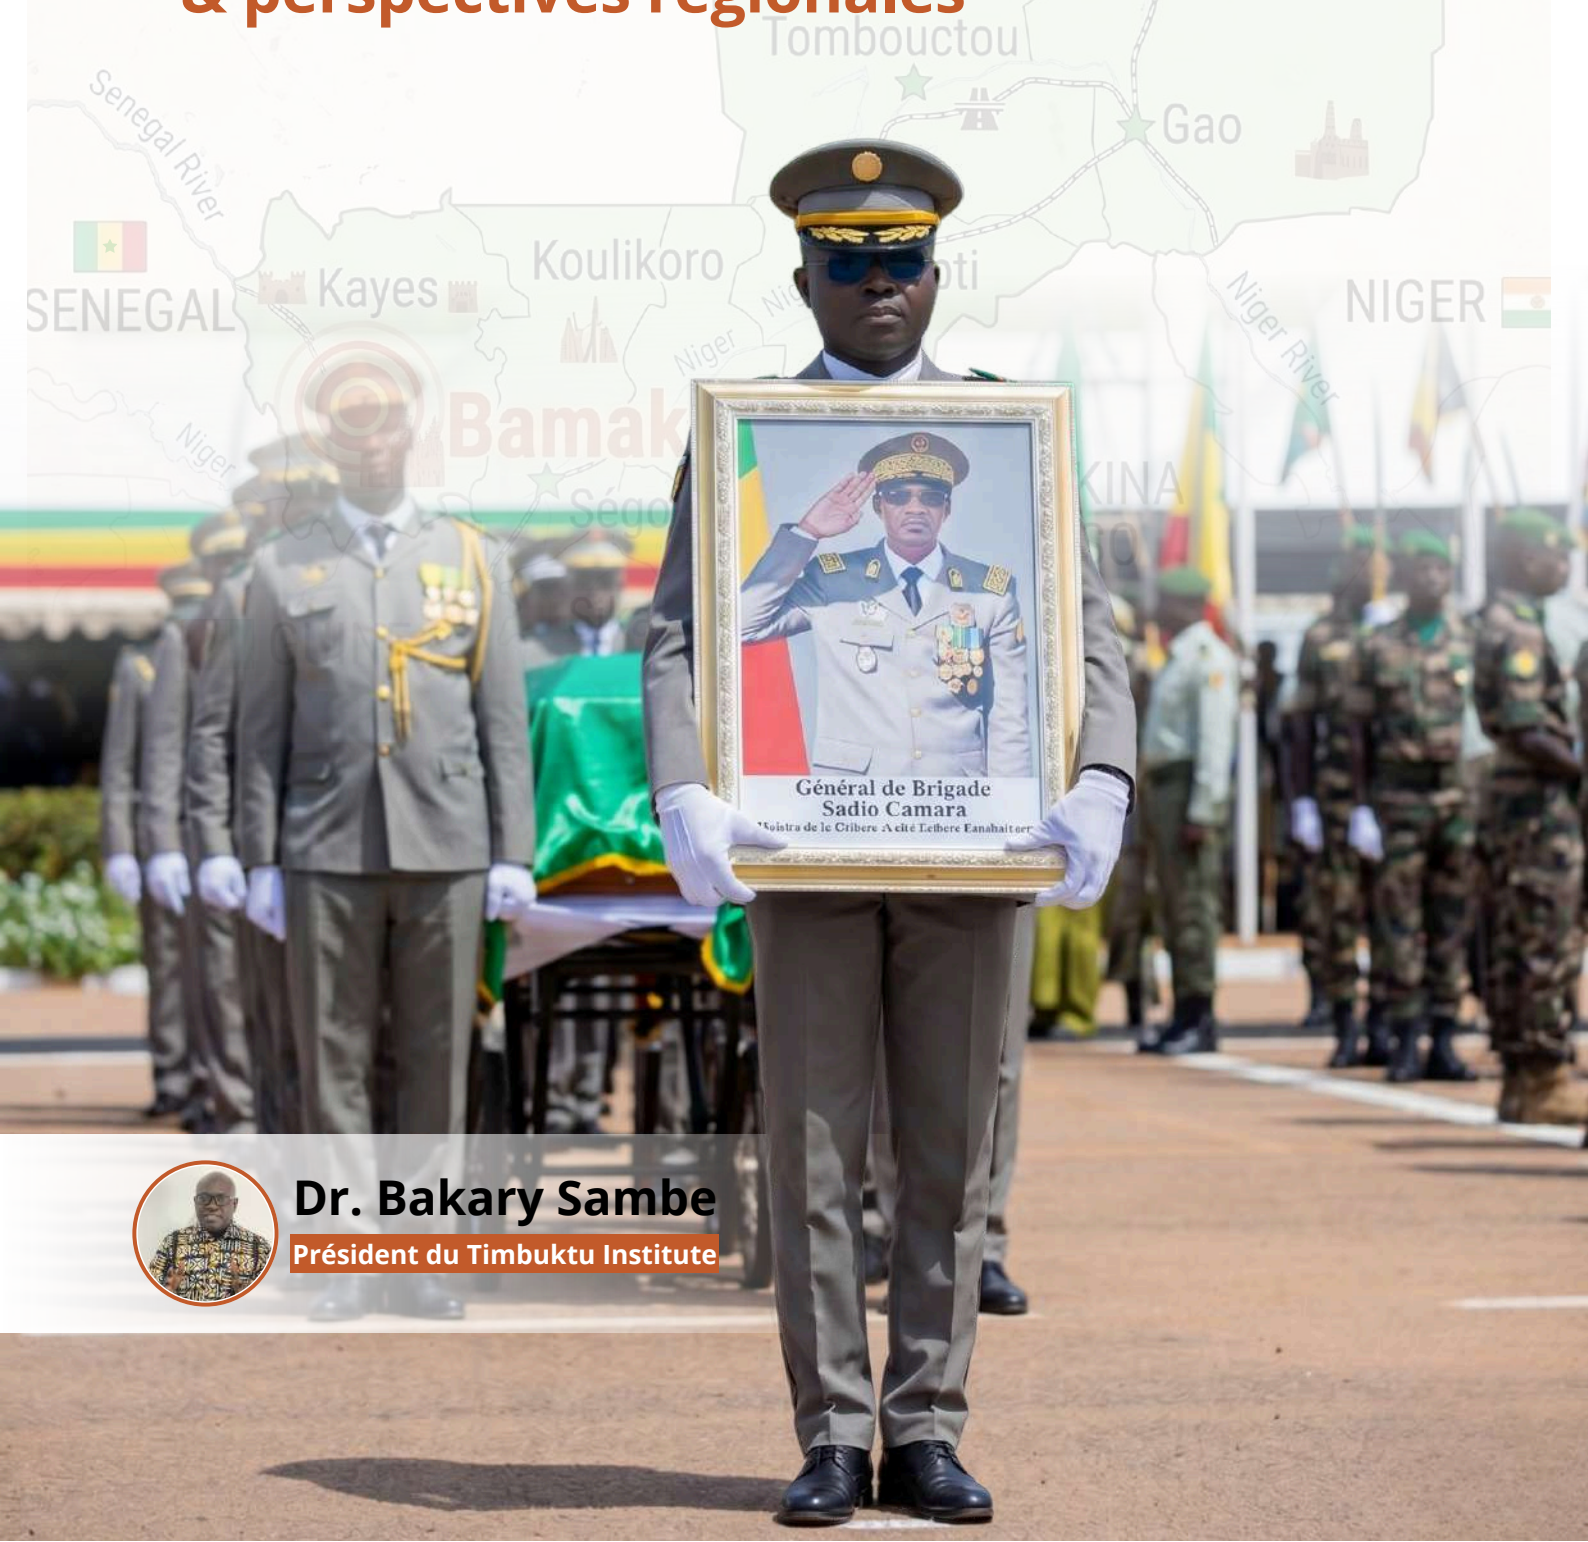 & perspectives régionales
Tombouctou
Senegal River
Gao
SENEGAL
Kayes
Koulikoro
Niger River
NIGER
Niger
Bamak
Niger
Ségo
KINA
Général de Brigade
Sadio Camara
Dr. Bakary Sambe
Président du Timbuktu Institute